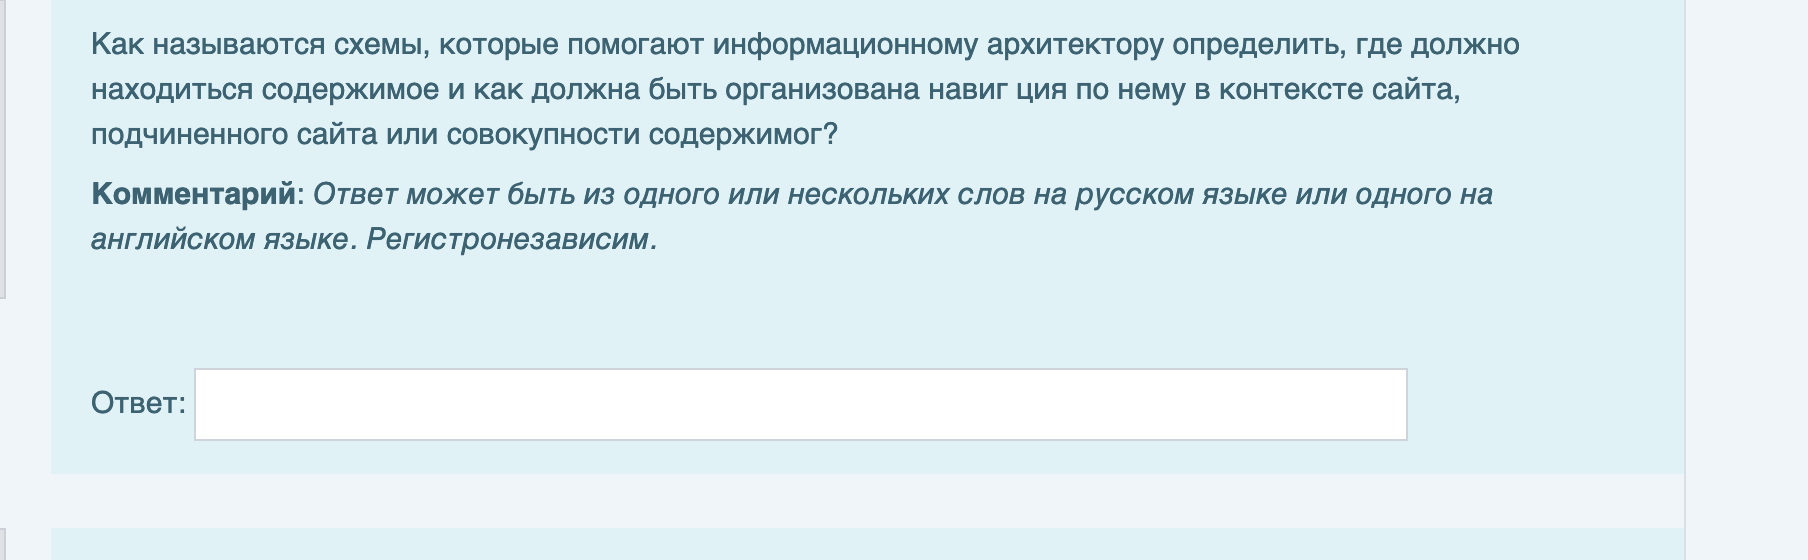 Как называются схемы, которые помогают информационному архитектору определить, где должно
находиться содержимое и как должна быть организована навиг ция по нему в контексте сайта,
подчиненного сайта или совокупности содержимог?
Комментарий: Ответ может быть из одного или нескольких слов на русском языке или одного на
английском языке. Регистронезависим.
Ответ: